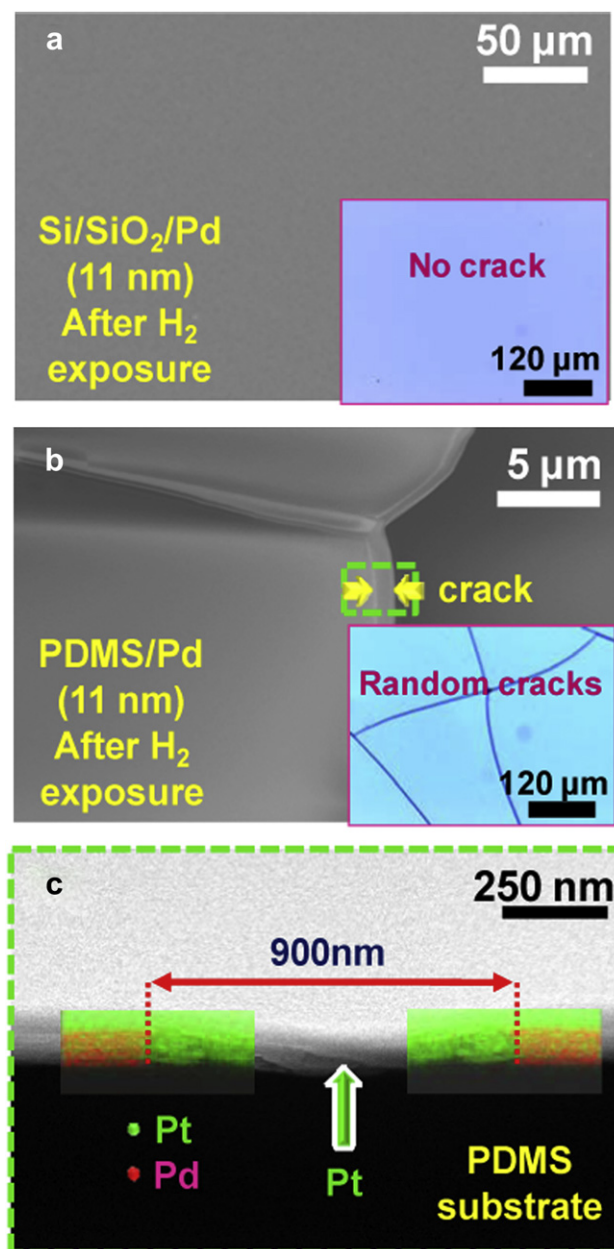 a
50 µm
Si/SiO₂/Pd
(11 nm)
After H₂
exposure
No crack
120 µm
b
5 µm
crack
PDMS/Pd
(11 nm)
After H₂
exposure
Random cracks
120 µm
c
250 nm
900nm
Pt
Pd
Pt
PDMS
substrate